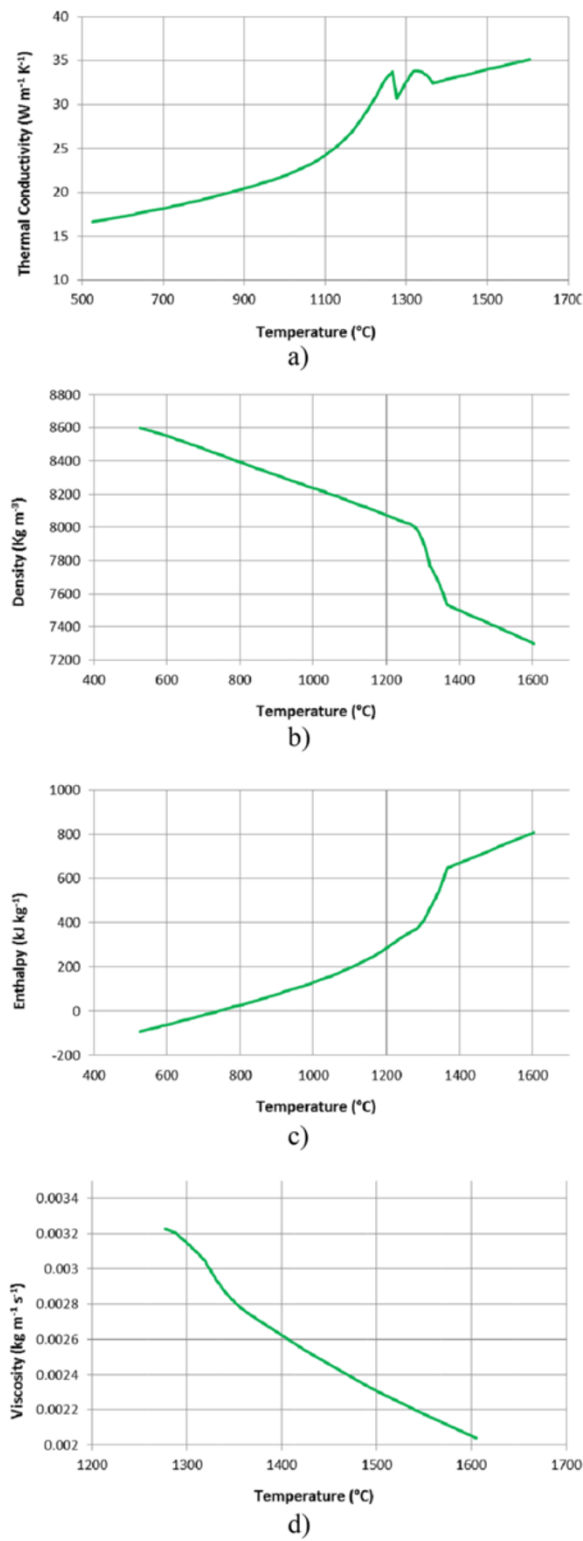 Thermal Conductivity (W m⁻¹ K⁻¹)
40
35
30
25
20
15
10
500 700 900 1100 1300 1500 1700
Temperature (°C)
a)
Density (Kg m⁻³)
8800
8600
8400
8200
8000
7800
7600
7400
7200
400 600 800 1000 1200 1400 1600
Temperature (°C)
b)
Enthalpy (kJ kg⁻¹)
1000
800
600
400
200
0
-200
400 600 800 1000 1200 1400 1600
Temperature (°C)
c)
Viscosity (kg m⁻¹ s⁻¹)
0.0034
0.0032
0.003
0.0028
0.0026
0.0024
0.0022
0.002
1200 1300 1400 1500 1600 1700
Temperature (°C)
d)